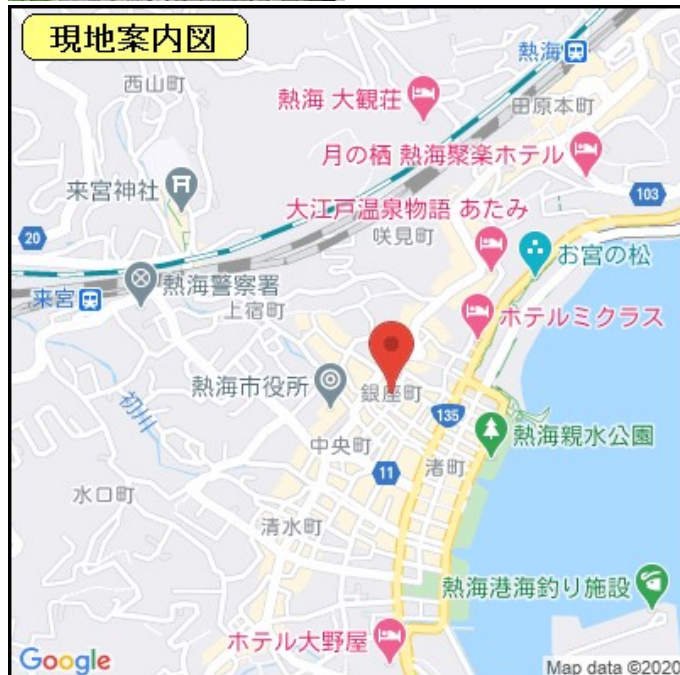 現地案内図
熱海
西山町
熱海 大観荘
田原本町
月の栖 熱海聚楽ホテル
来宮神社
103
大江戸温泉物語 あたみ
20
咲見町
お宮の松
熱海警察署
来宮
上宿町
ホテルミクラス
熱海市役所
銀座町
初川
135
熱海親水公園
中央町
渚町
11
水口町
清水町
熱海港海釣り施設
ホテル大野屋
Google
Map data ©2020